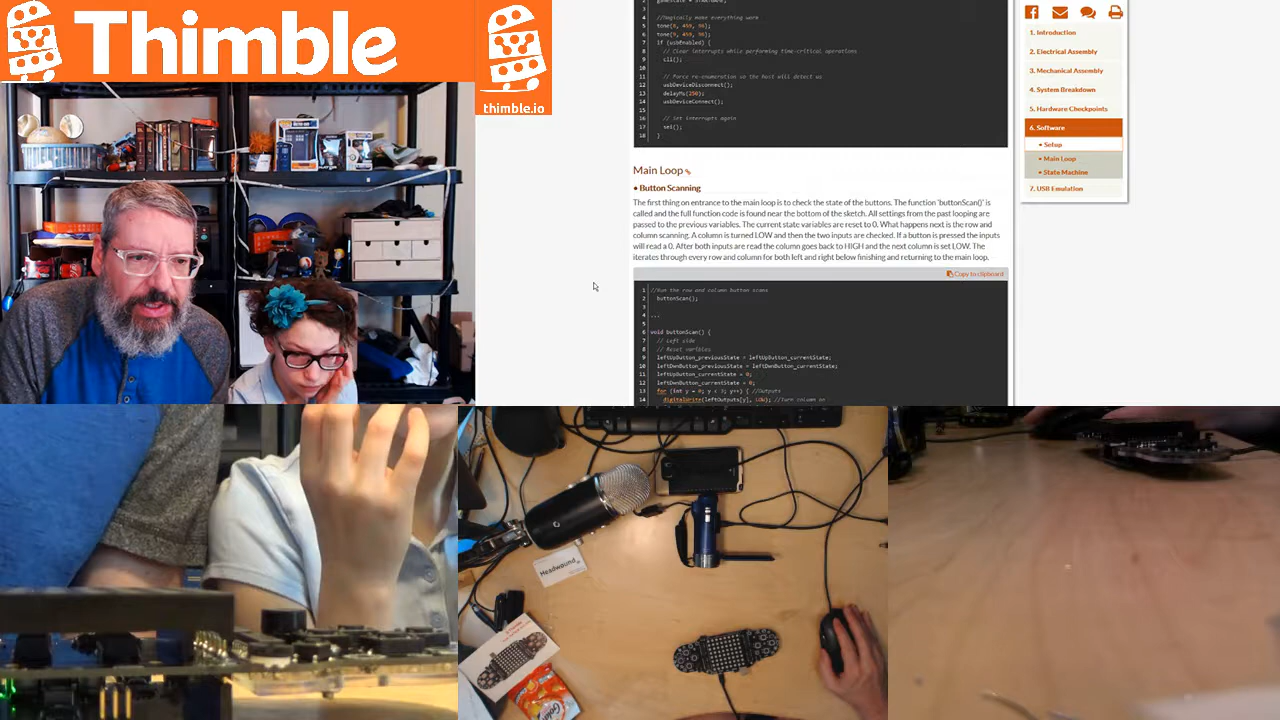 Thimble
thimble.io
//Magically make everything work
if (usbEnabled) {
// Clear interrupts while performing time-critical operations
cli();
// Force re-enumeration so the host will detect us
usbDeviceDisconnect();
delayMs(250);
usbDeviceConnect();
// Set interrupts again
sei();
}
Main Loop
• Button Scanning
The first thing on entrance to the main loop is to check the state of the buttons. The function 'buttonScan()' is
called and the full function code is found near the bottom of the sketch. All settings from the past looping are
passed to the previous variables. The current state variables are reset to 0. What happens next is the row and
column scanning. A column is turned LOW and then the two inputs are checked. If a button is pressed the inputs
will read a 0. After both inputs are read the column goes back to HIGH and the next column is set LOW. The
iterates through every row and column for both left and right below finishing and returning to the main loop.
Copy to clipboard
//Run the row and column button scans
buttonScan();
...
void buttonScan() {
// Left side
// Reset varibles
leftUpButton_previousState = leftUpButton_currentState;
leftDwnButton_previousState = leftDwnButton_currentState;
leftUpButton_currentState = 0;
leftDwnButton_currentState = 0;
for (int y = 0; y < 3; y++) { //Outputs
digitalWrite(leftOutputs[y], LOW); //Turn column on
1. Introduction
2. Electrical Assembly
3. Mechanical Assembly
4. System Breakdown
5. Hardware Checkpoints
6. Software
• Setup
• Main Loop
• State Machine
7. USB Emulation
Headwound